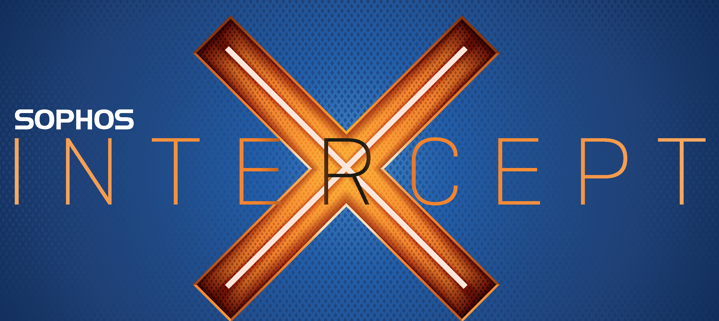 SOPHOS
INTERCEPT
X